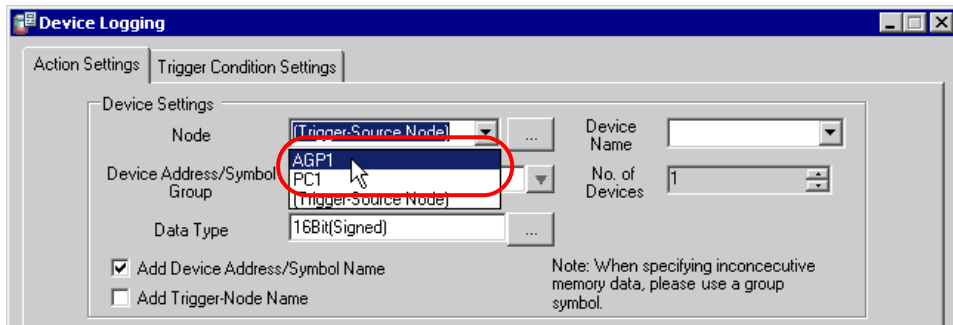 Device Logging
Action Settings
Trigger Condition Settings
Device Settings
Node
(Trigger-Source Node)
...
Device
Name
AGP1
PC1
(Trigger-Source Node)
Device Address/Symbol
Group
No. of
Devices
1
Data Type
16Bit(Signed)
...
Add Device Address/Symbol Name
Add Trigger-Node Name
Note: When specifying inconcecutive
memory data, please use a group
symbol.